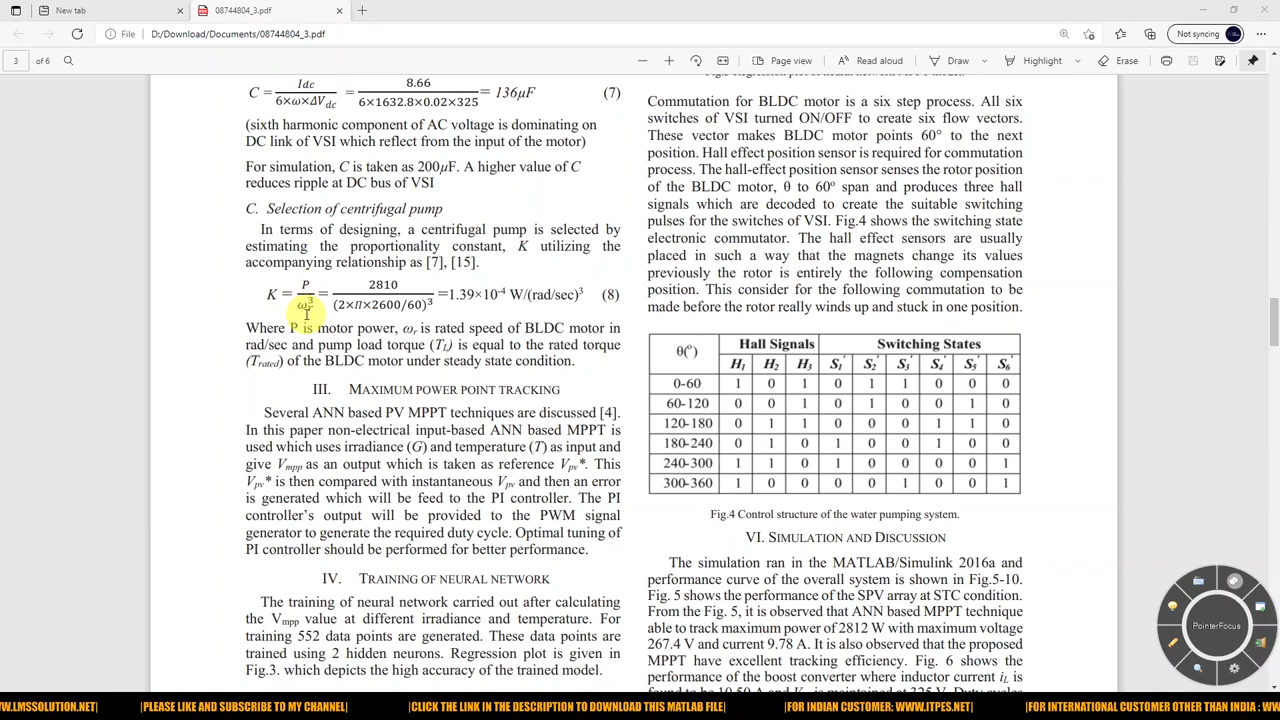 New tab
08744804_3.pdf
File
D:/Download/Documents/08744804_3.pdf
Not syncing
3 of 6
Page view
Read aloud
Draw
Highlight
Erase
C = Idc / 6×ω×ΔVdc = 8.66 / 6×1632.8×0.02×325 = 136μF (7)
(sixth harmonic component of AC voltage is dominating on
DC link of VSI which reflect from the input of the motor)
For simulation, C is taken as 200μF. A higher value of C
reduces ripple at DC bus of VSI
C. Selection of centrifugal pump
In terms of designing, a centrifugal pump is selected by
estimating the proportionality constant, K utilizing the
accompanying relationship as [7], [15].
K = P / ωr³ = 2810 / (2×Π×2600/60)³ =1.39×10⁻⁴ W/(rad/sec)³ (8)
Where P is motor power, ωr is rated speed of BLDC motor in
rad/sec and pump load torque (TL) is equal to the rated torque
(Trated) of the BLDC motor under steady state condition.
III. MAXIMUM POWER POINT TRACKING
Several ANN based PV MPPT techniques are discussed [4].
In this paper non-electrical input-based ANN based MPPT is
used which uses irradiance (G) and temperature (T) as input and
give Vmpp as an output which is taken as reference Vpv*. This
Vpv* is then compared with instantaneous Vpv and then an error
is generated which will be feed to the PI controller. The PI
controller's output will be provided to the PWM signal
generator to generate the required duty cycle. Optimal tuning of
PI controller should be performed for better performance.
IV. TRAINING OF NEURAL NETWORK
The training of neural network carried out after calculating
the Vmpp value at different irradiance and temperature. For
training 552 data points are generated. These data points are
trained using 2 hidden neurons. Regression plot is given in
Fig.3. which depicts the high accuracy of the trained model.
Commutation for BLDC motor is a six step process. All six
switches of VSI turned ON/OFF to create six flow vectors.
These vector makes BLDC motor points 60° to the next
position. Hall effect position sensor is required for commutation
process. The hall-effect position sensor senses the rotor position
of the BLDC motor, θ to 60° span and produces three hall
signals which are decoded to create the suitable switching
pulses for the switches of VSI. Fig.4 shows the switching state
electronic commutator. The hall effect sensors are usually
placed in such a way that the magnets change its values
previously the rotor is entirely the following compensation
position. This consider for the following commutation to be
made before the rotor really winds up and stuck in one position.
θ(°) Hall Signals Switching States
H1 H2 H3 S1' S2' S3' S4' S5' S6'
0-60 1 0 1 0 1 1 0 0 0
60-120 0 0 1 0 1 0 0 1 0
120-180 0 1 1 0 0 0 1 1 0
180-240 0 1 0 1 0 0 1 0 0
240-300 1 1 0 1 0 0 0 0 1
300-360 1 0 0 0 0 1 0 0 1
Fig.4 Control structure of the water pumping system.
VI. SIMULATION AND DISCUSSION
The simulation ran in the MATLAB/Simulink 2016a and
performance curve of the overall system is shown in Fig.5-10.
Fig. 5 shows the performance of the SPV array at STC condition.
From the Fig. 5, it is observed that ANN based MPPT technique
able to track maximum power of 2812 W with maximum voltage
267.4 V and current 9.78 A. It is also observed that the proposed
MPPT have excellent tracking efficiency. Fig. 6 shows the
performance of the boost converter where inductor current iL is
PointerFocus
W.LMSSOLUTION.NET| |PLEASE LIKE AND SUBSCRIBE TO MY CHANNEL| |CLICK THE LINK IN THE DESCRIPTION TO DOWNLOAD THIS MATLAB FILE| |FOR INDIAN CUSTOMER: WWW.ITPES.NET| |FOR INTERNATIONAL CUSTOMER OTHER THAN INDIA: